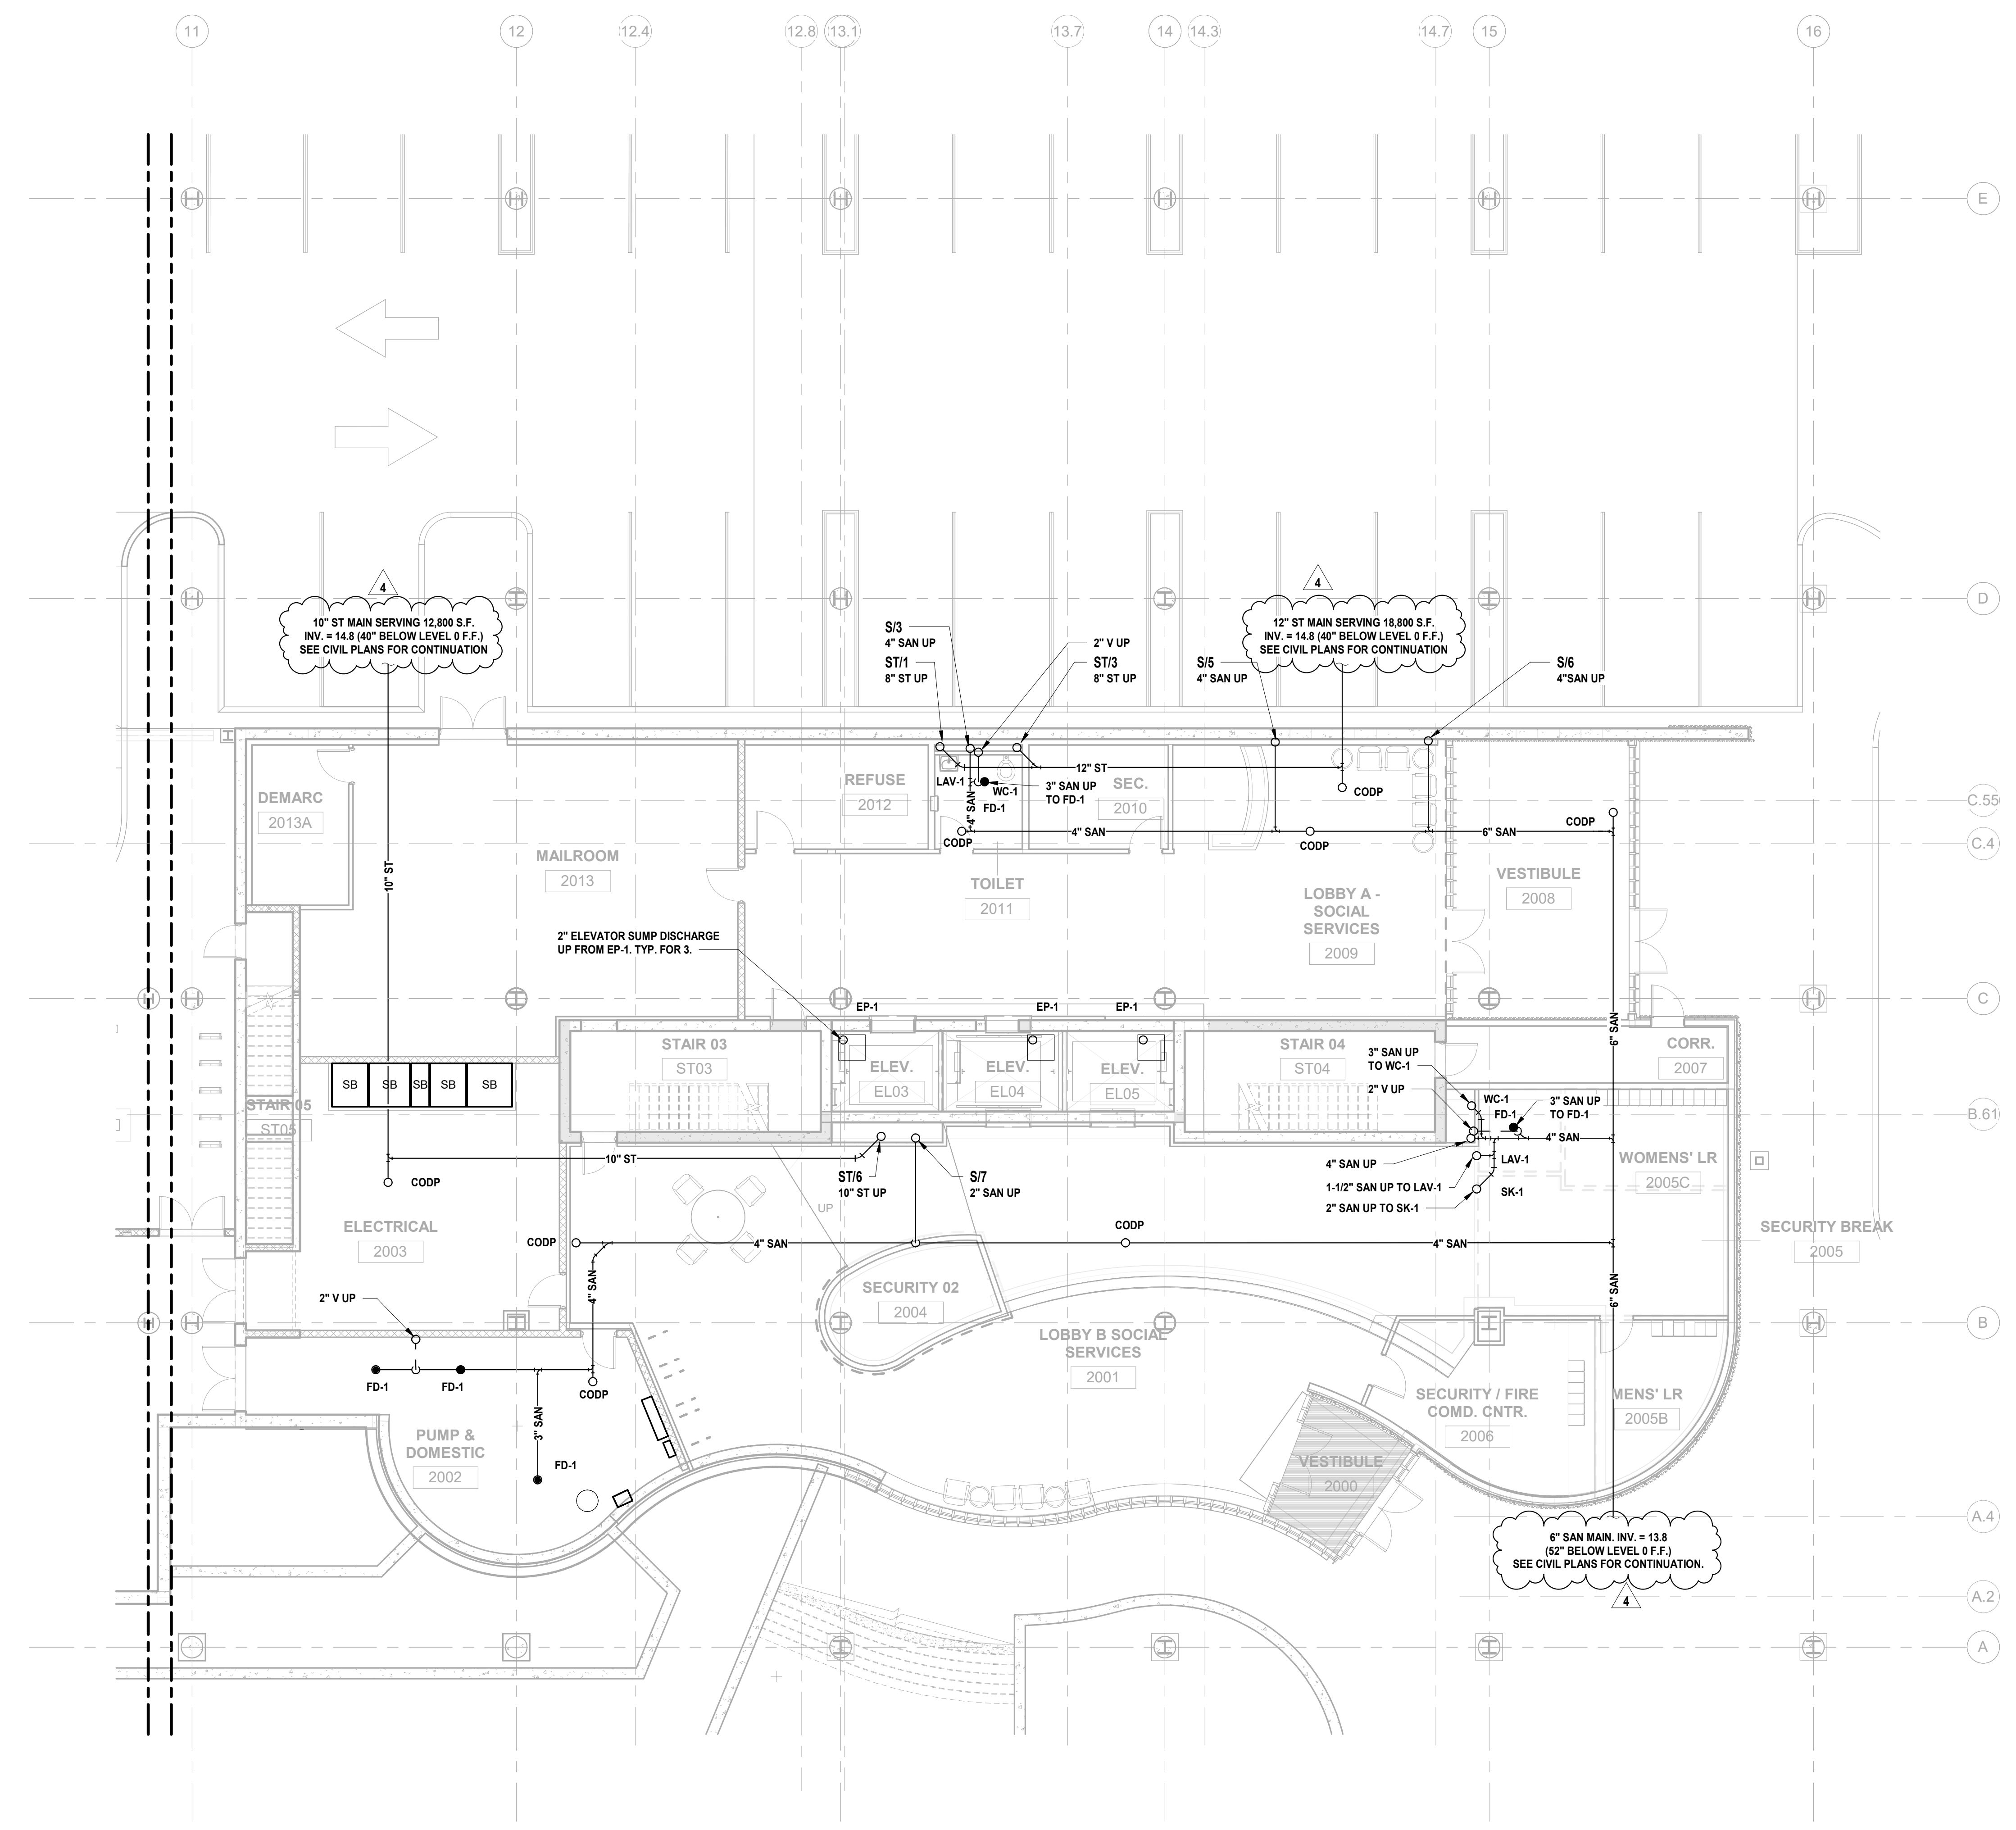 11
12
12.4
12.8
13.1
13.7
14
14.3
14.7
15
16
E
D
C.4
C
B
A.4
A.2
A
4
10" ST MAIN SERVING 12,800 S.F.
INV. = 14.8 (40" BELOW LEVEL 0 F.F.)
SEE CIVIL PLANS FOR CONTINUATION
4
12" ST MAIN SERVING 18,800 S.F.
INV. = 14.8 (40" BELOW LEVEL 0 F.F.)
SEE CIVIL PLANS FOR CONTINUATION
S/3
4" SAN UP
ST/1
8" ST UP
2" V UP
ST/3
8" ST UP
S/5
4" SAN UP
S/6
4"SAN UP
DEMARC
2013A
MAILROOM
2013
10" ST
REFUSE
2012
LAV-1
WC-1
FD-1
4" SAN
3" SAN UP
TO FD-1
12" ST
SEC.
2010
CODP
CODP
4" SAN
CODP
6" SAN
CODP
TOILET
2011
LOBBY A -
SOCIAL
SERVICES
2009
VESTIBULE
2008
2" ELEVATOR SUMP DISCHARGE
UP FROM EP-1. TYP. FOR 3.
EP-1
EP-1
EP-1
STAIR 03
ST03
ELEV.
EL03
ELEV.
EL04
ELEV.
EL05
STAIR 04
ST04
6" SAN
CORR.
2007
SB
SB
SB
SB
SB
STAIR 05
ST05
3" SAN UP
TO WC-1
2" V UP
WC-1
FD-1
3" SAN UP
TO FD-1
4" SAN
4" SAN UP
LAV-1
1-1/2" SAN UP TO LAV-1
SK-1
2" SAN UP TO SK-1
WOMENS' LR
2005C
10" ST
CODP
ST/6
10" ST UP
S/7
2" SAN UP
UP
ELECTRICAL
2003
CODP
4" SAN
CODP
4" SAN
SECURITY BREAK
2005
4" SAN
6" SAN
SECURITY 02
2004
2" V UP
FD-1
FD-1
CODP
3" SAN
FD-1
PUMP &
DOMESTIC
2002
LOBBY B SOCIAL
SERVICES
2001
SECURITY / FIRE
COMD. CNTR.
2006
MENS' LR
2005B
VESTIBULE
2000
6" SAN MAIN. INV. = 13.8
(52" BELOW LEVEL 0 F.F.)
SEE CIVIL PLANS FOR CONTINUATION.
4